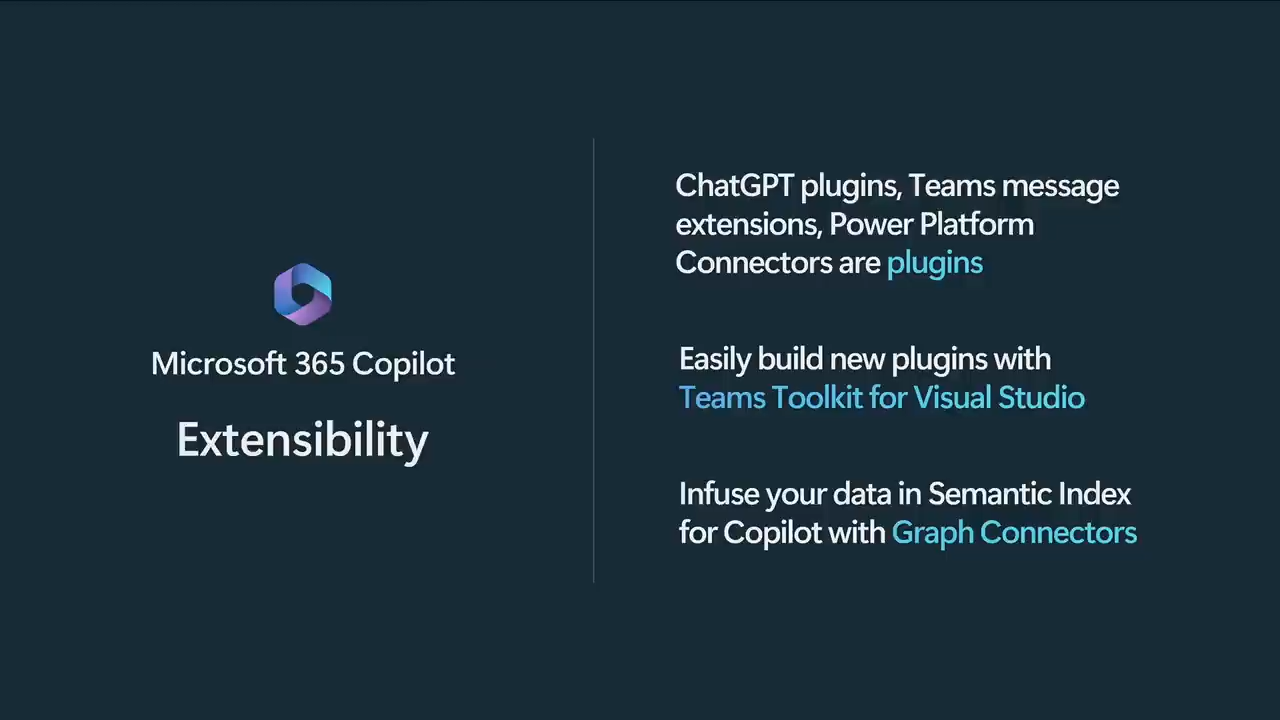 Microsoft 365 Copilot
Extensibility
ChatGPT plugins, Teams message
extensions, Power Platform
Connectors are plugins
Easily build new plugins with
Teams Toolkit for Visual Studio
Infuse your data in Semantic Index
for Copilot with Graph Connectors